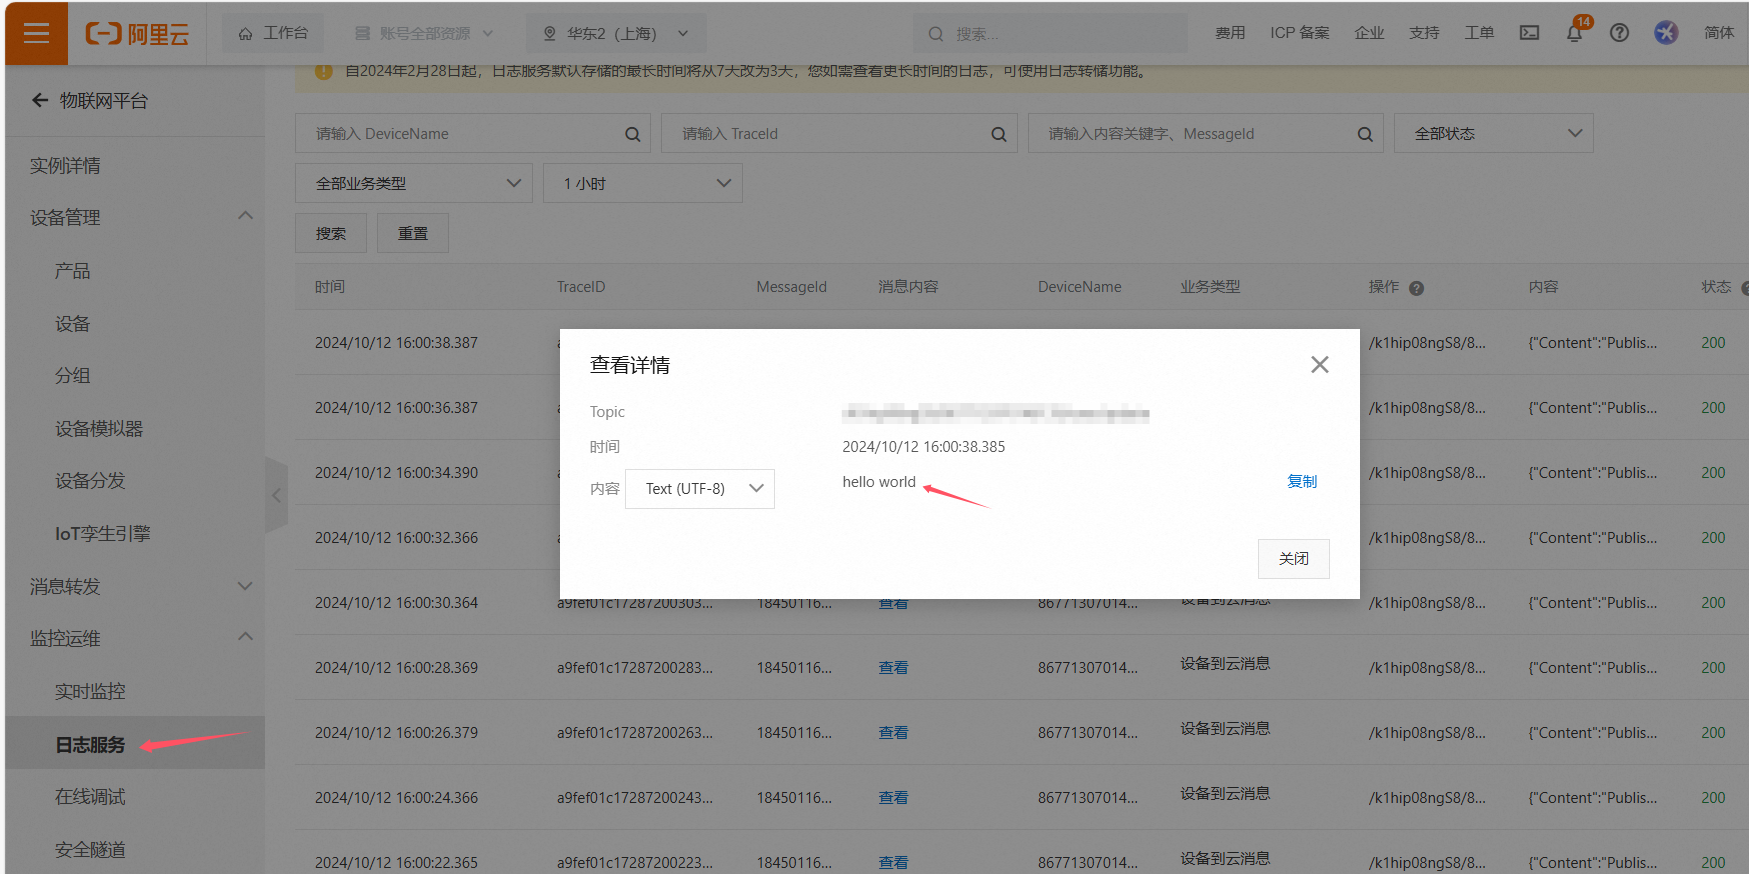 阿里云
工作台
账号全部资源
华东2（上海）
搜索...
费用
ICP 备案
企业
支持
工单
14
简体
自2024年2月28日起，日志服务默认存储的最长时间将从7天改为3天，您如需查看更长时间的日志，可使用日志转储功能。
物联网平台
实例详情
设备管理
产品
设备
分组
设备模拟器
设备分发
IoT孪生引擎
消息转发
监控运维
实时监控
日志服务
在线调试
安全隧道
请输入 DeviceName
请输入 TraceId
请输入内容关键字、MessageId
全部状态
全部业务类型
1 小时
搜索
重置
时间 TraceID MessageId 消息内容 DeviceName 业务类型 操作 内容 状态
2024/10/12 16:00:38.387 /k1hip08ngS8/8... {"Content":"Publis... 200
2024/10/12 16:00:36.387 /k1hip08ngS8/8... {"Content":"Publis... 200
2024/10/12 16:00:34.390 /k1hip08ngS8/8... {"Content":"Publis... 200
2024/10/12 16:00:32.366 /k1hip08ngS8/8... {"Content":"Publis... 200
2024/10/12 16:00:30.364 a9fef01c17287200303... 18450116... 查看 86771307014... 设备到云消息 /k1hip08ngS8/8... {"Content":"Publis... 200
2024/10/12 16:00:28.369 a9fef01c17287200283... 18450116... 查看 86771307014... 设备到云消息 /k1hip08ngS8/8... {"Content":"Publis... 200
2024/10/12 16:00:26.379 a9fef01c17287200263... 18450116... 查看 86771307014... 设备到云消息 /k1hip08ngS8/8... {"Content":"Publis... 200
2024/10/12 16:00:24.366 a9fef01c17287200243... 18450116... 查看 86771307014... 设备到云消息 /k1hip08ngS8/8... {"Content":"Publis... 200
2024/10/12 16:00:22.365 a9fef01c17287200223... 18450116... 查看 86771307014... 设备到云消息 /k1hip08ngS8/8... {"Content":"Publis... 200
查看详情
Topic
时间 2024/10/12 16:00:38.385
内容 Text (UTF-8) hello world 复制
关闭